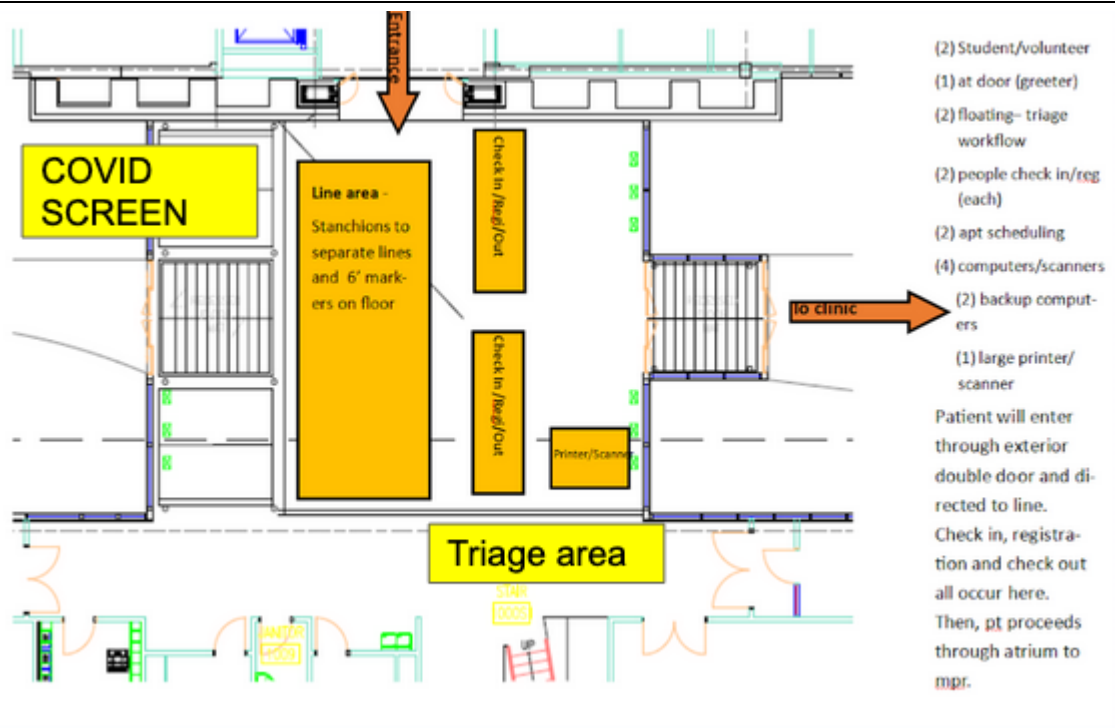 Entrance
COVID
SCREEN
Line area -
Stanchions to
separate lines
and 6' mark-
ers on floor
Check In /Regi/Out
Check In /Regi/Out
Printer/Scanner
To clinic
Triage area
STAIR
0005
UP
(2) Student/volunteer
(1) at door (greeter)
(2) floating– triage
workflow
(2) people check in/reg
(each)
(2) apt scheduling
(4) computers/scanners
(2) backup comput-
ers
(1) large printer/
scanner
Patient will enter
through exterior
double door and di-
rected to line.
Check in, registra-
tion and check out
all occur here.
Then, pt proceeds
through atrium to
mpr.